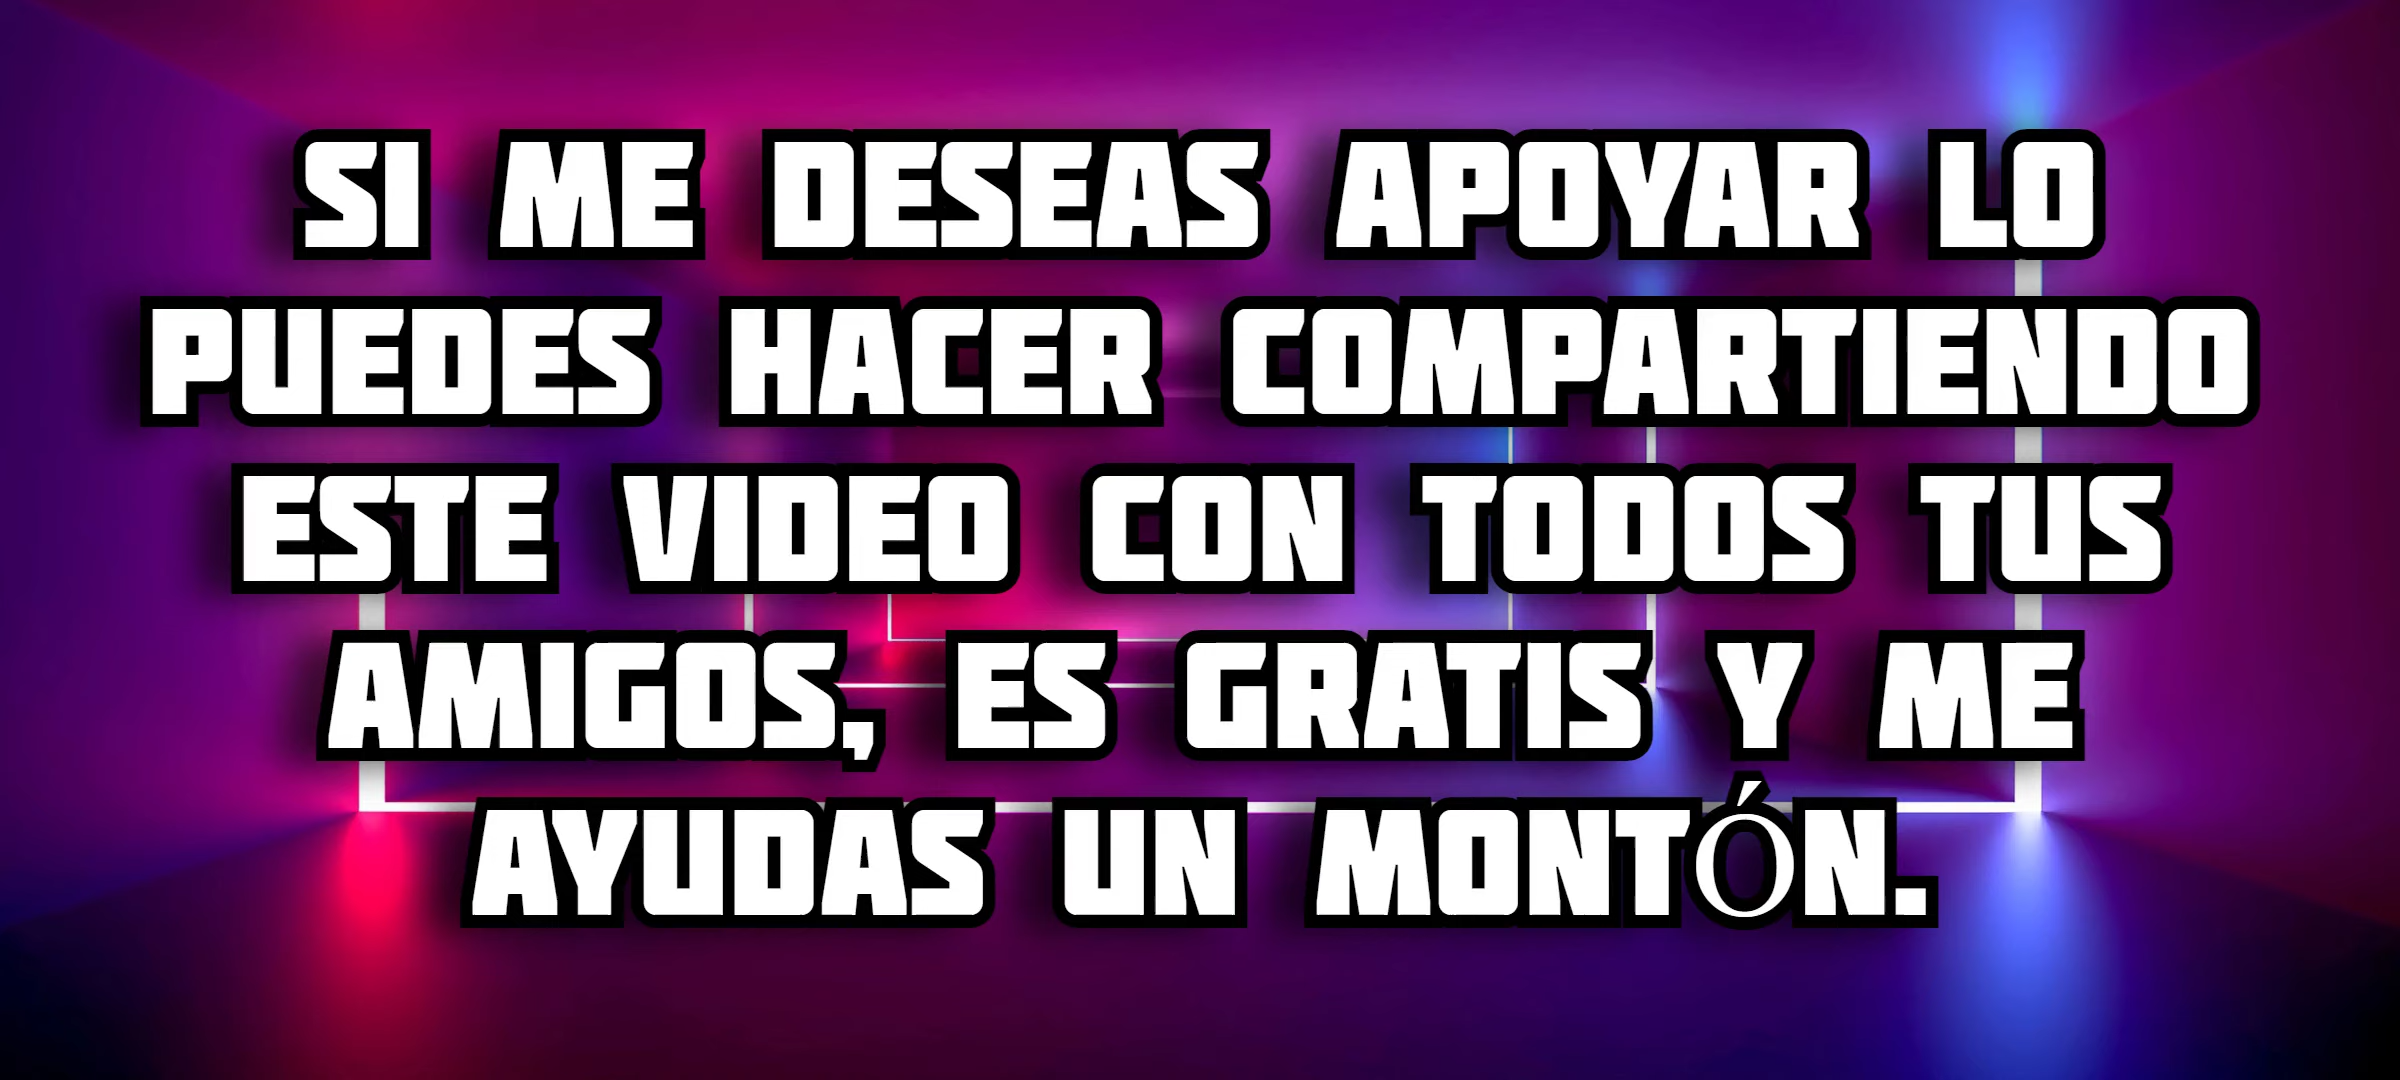 SI ME DESEAS APOYAR LO
PUEDES HACER COMPARTIENDO
ESTE VIDEO CON TODOS TUS
AMIGOS, ES GRATIS Y ME
AYUDAS UN MONTÓN.